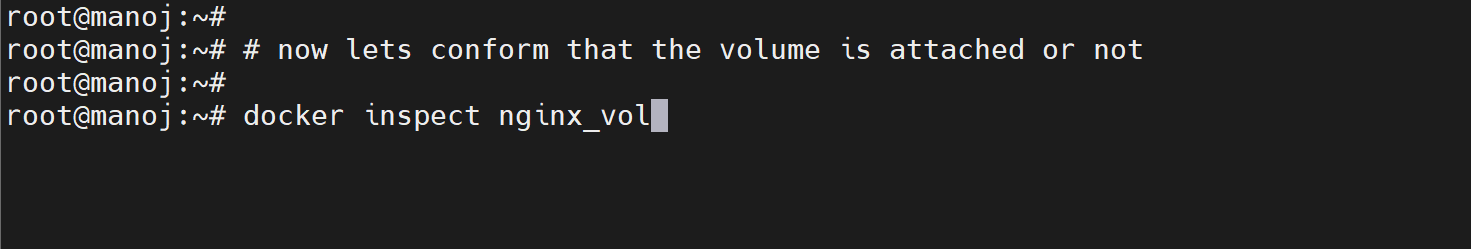 root@manoj:~#
root@manoj:~# # now lets conform that the volume is attached or not
root@manoj:~#
root@manoj:~# docker inspect nginx_vol